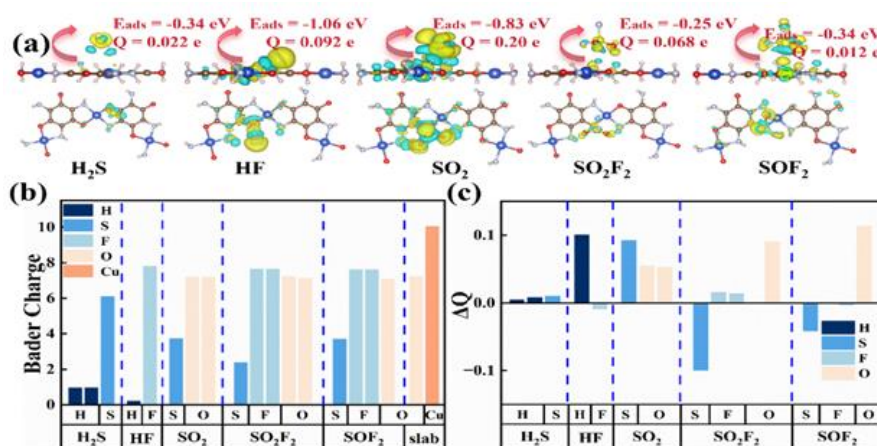 (a)
Eads = -0.34 eV
Q = 0.022 e
Eads = -1.06 eV
Q = 0.092 e
Eads = -0.83 eV
Q = 0.20 e
Eads = -0.25 eV
Q = 0.068 e
Eads = -0.34 eV
Q = 0.012 e
H₂S HF SO₂ SO₂F₂ SOF₂
(b)
Bader Charge
10
8
6
4
2
0
H
S
F
O
Cu
H S H F S O S F O S F O Cu
H₂S HF SO₂ SO₂F₂ SOF₂ slab
(c)
ΔQ
0.1
0.0
−0.1
H
S
F
O
H S H F S O S F O S F O
H₂S HF SO₂ SO₂F₂ SOF₂